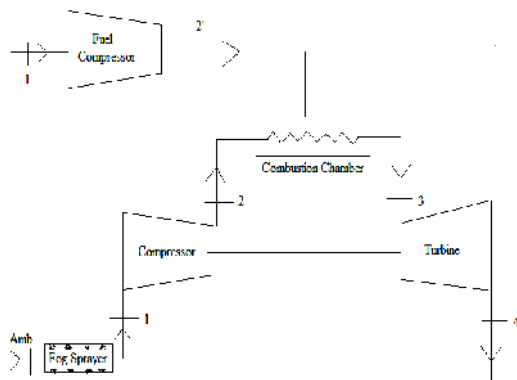 2'
Fuel
Compressor
1
Combustion Chamber
2
3
Compressor
Turbine
1
4
Amb
Fog Sprayer